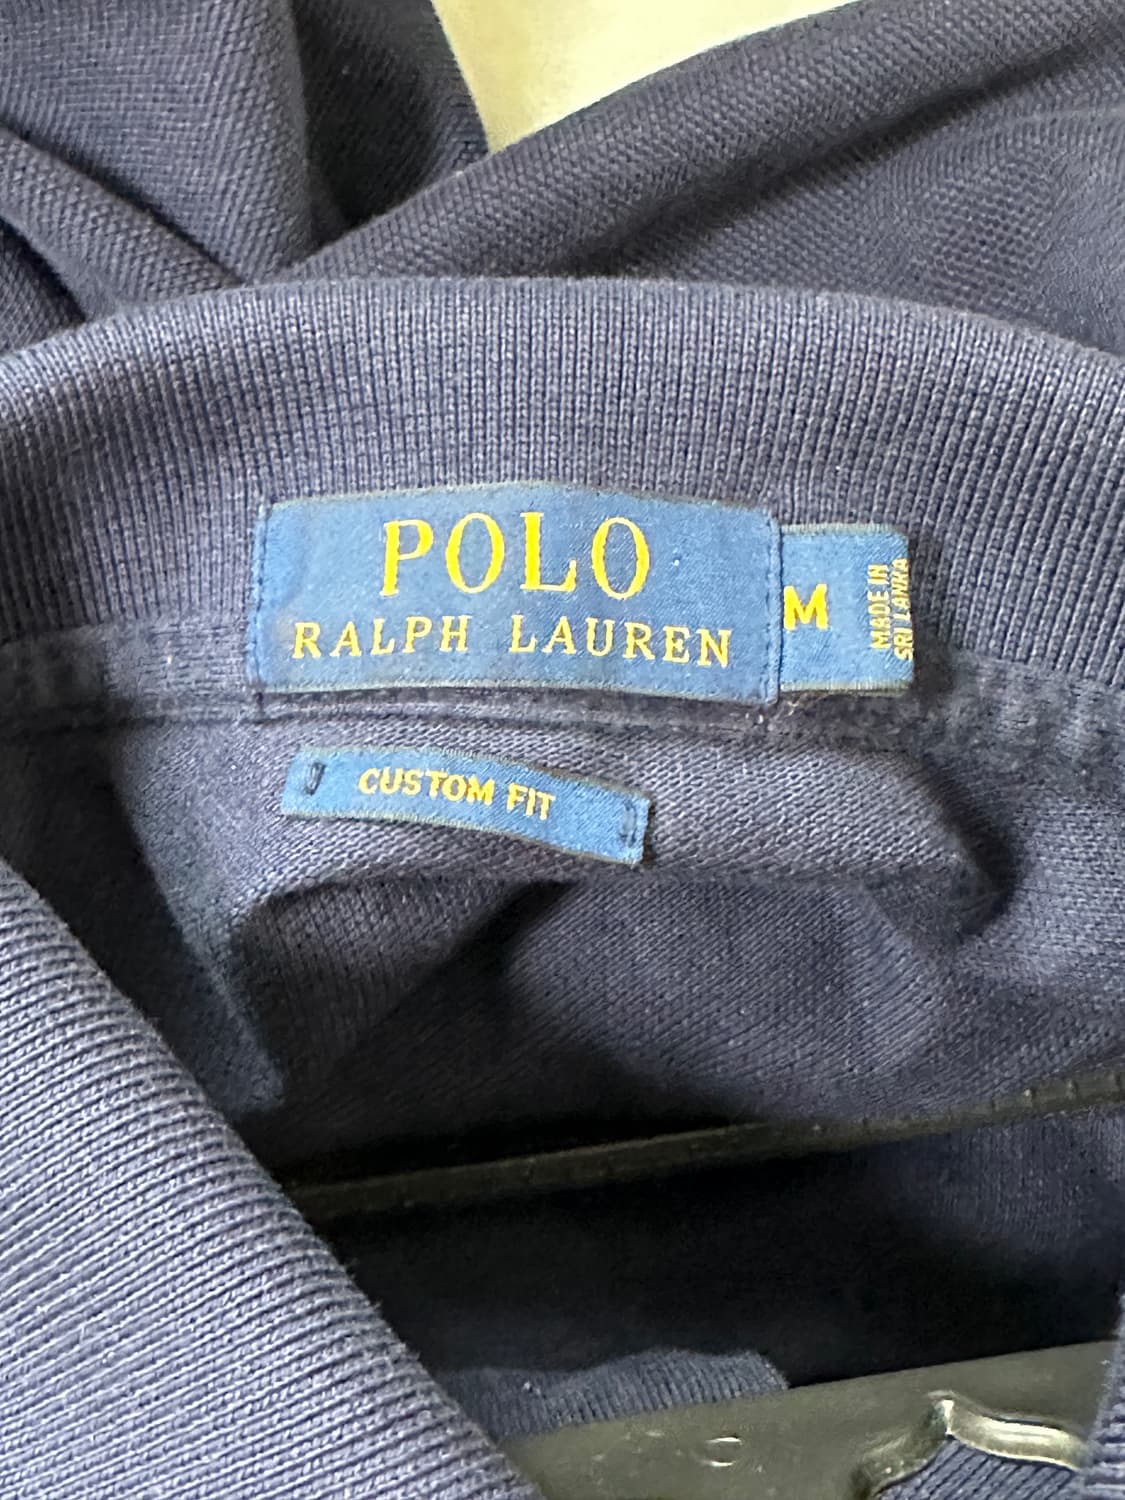 POLO
RALPH LAUREN
M
MADE IN
SRI LANKA
CUSTOM FIT